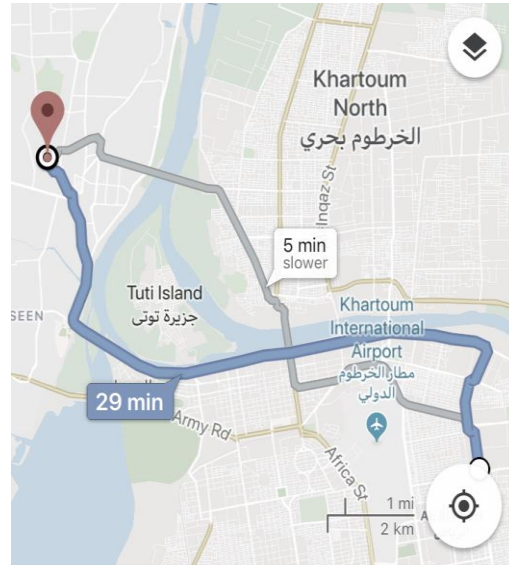 Khartoum
North
الخرطوم بحري
Inqaz St
5 min
slower
Tuti Island
جزيرة توتي
SEEN
Khartoum
International
Airport
مطار الخرطوم
الدولي
29 min
Army Rd
Africa St
1 mi
2 km